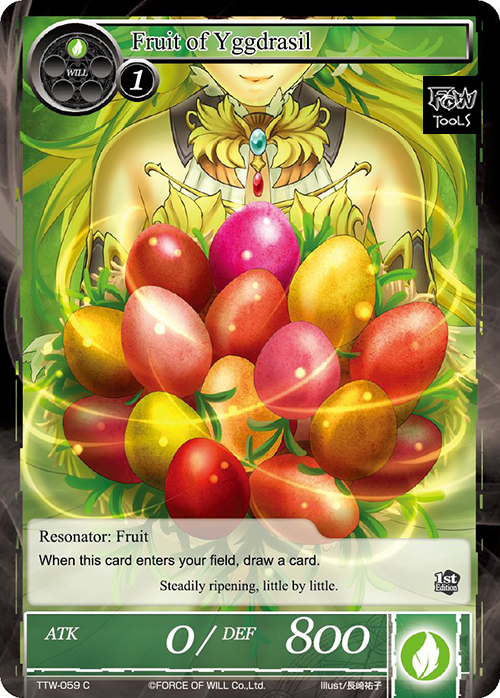 Fruit of Yggdrasil
WILL
1
FoW
TOOLS
Resonator: Fruit
When this card enters your field, draw a card.
Steadily ripening, little by little.
1st
Edition
ATK 0 / DEF 800
TTW-059 C ©FORCE OF WILL Co.,Ltd. Illust/長崎祐子